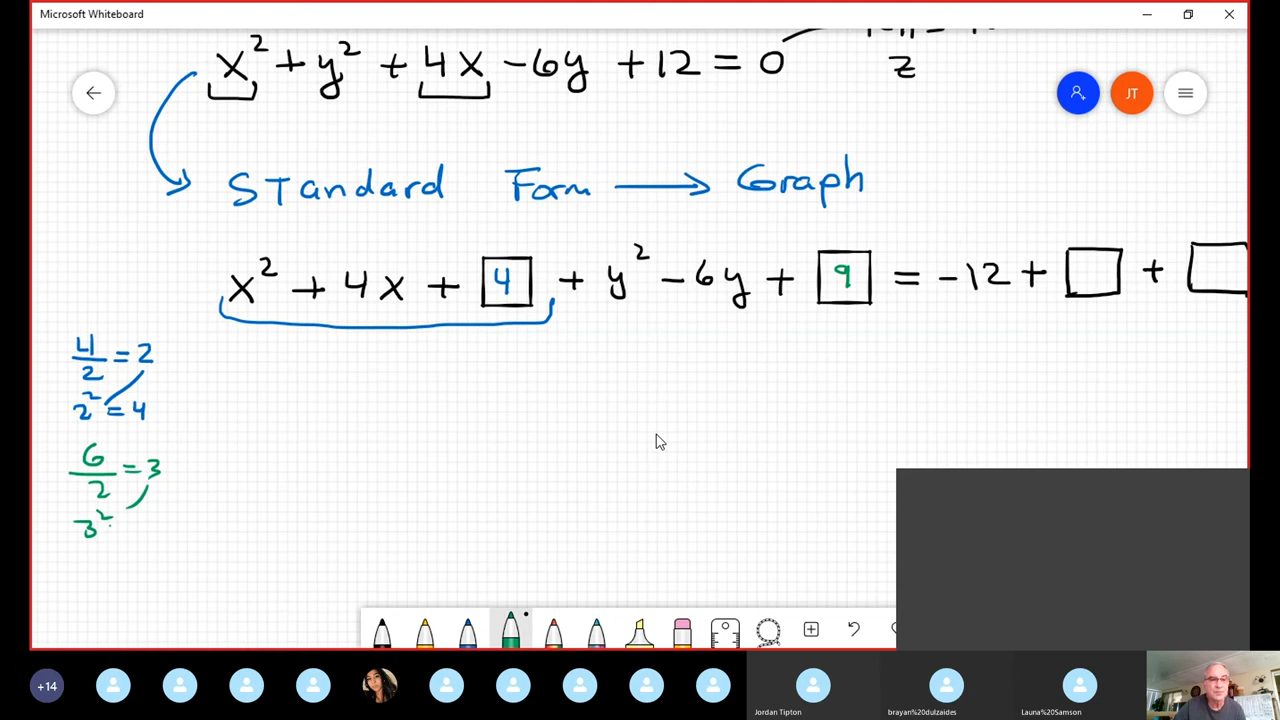 Microsoft Whiteboard
x² + y² + 4x - 6y + 12 = 0
z
JT
Standard Form → Graph
x² + 4x + 4 + y² - 6y + 9 = -12 + □ + □
4/2 = 2
2² = 4
6/2 = 3
3²
+14
Jordan Tipton
brayan%20dulzaides
Launa%20Samson